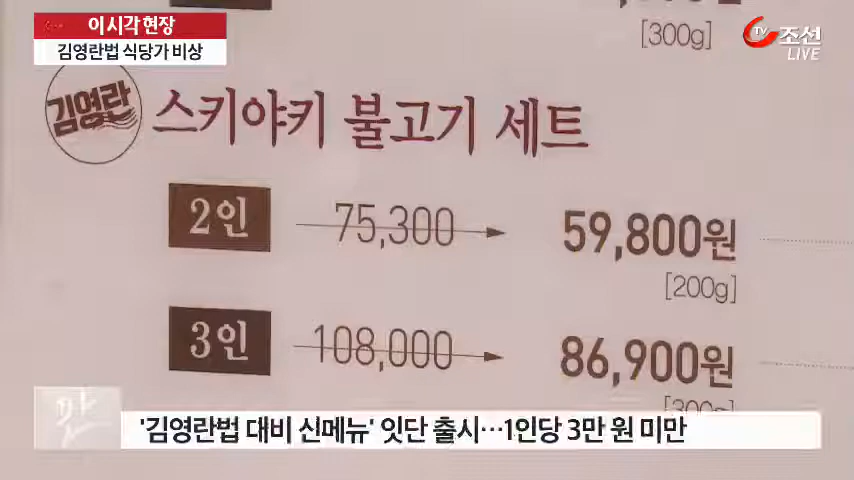 이 시각 현장
김영란법 식당가 비상
TV조선
LIVE
[300g]
김영란
스키야키 불고기 세트
2인 75,300 59,800원
[200g]
3인 108,000 86,900원
[300g]
'김영란법 대비 신메뉴' 잇단 출시…1인당 3만 원 미만